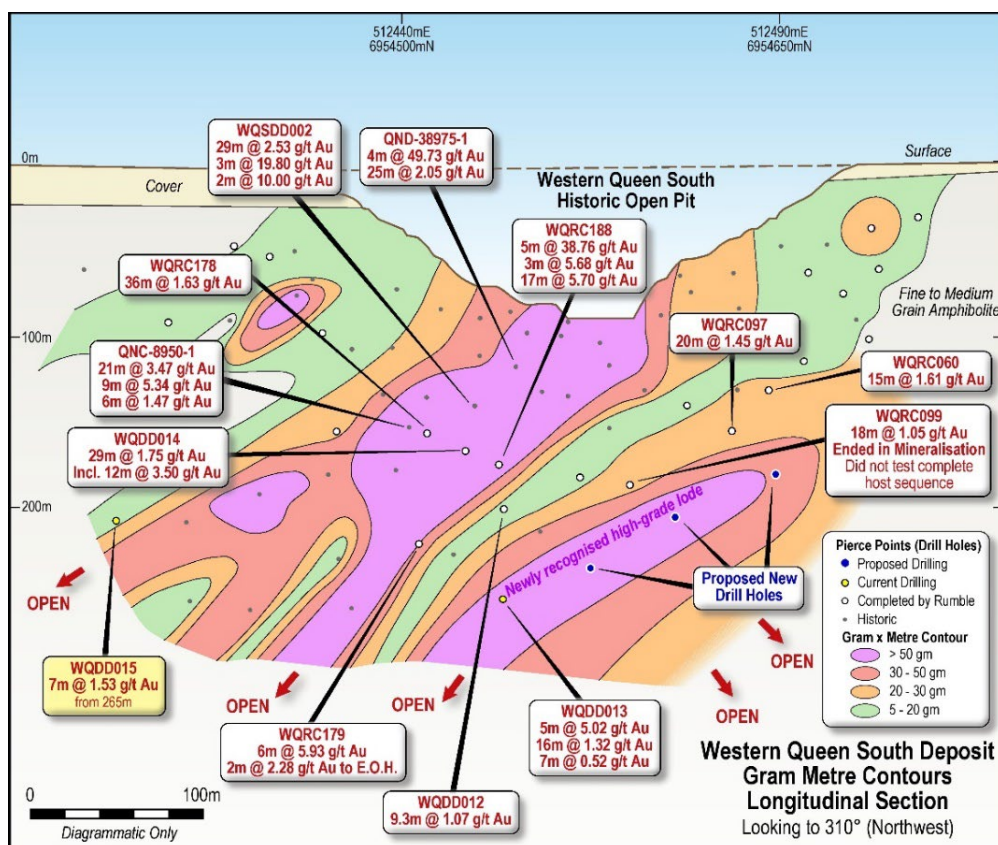 512440mE
6954500mN
512490mE
6954650mN
0m
100m
200m
Cover
Surface
WQSDD002
29m @ 2.53 g/t Au
3m @ 19.80 g/t Au
2m @ 10.00 g/t Au
QND-38975-1
4m @ 49.73 g/t Au
25m @ 2.05 g/t Au
Western Queen South
Historic Open Pit
WQRC188
5m @ 38.76 g/t Au
3m @ 5.68 g/t Au
17m @ 5.70 g/t Au
WQRC178
36m @ 1.63 g/t Au
Fine to Medium
Grain Amphibolite
WQRC097
20m @ 1.45 g/t Au
QNC-8950-1
21m @ 3.47 g/t Au
9m @ 5.34 g/t Au
6m @ 1.47 g/t Au
WQRC060
15m @ 1.61 g/t Au
WQRC099
18m @ 1.05 g/t Au
Ended in Mineralisation
Did not test complete
host sequence
WQDD014
29m @ 1.75 g/t Au
Incl. 12m @ 3.50 g/t Au
Newly recognised high-grade lode
Proposed New
Drill Holes
OPEN
OPEN
OPEN
OPEN
OPEN
WQDD015
7m @ 1.53 g/t Au
from 265m
WQRC179
6m @ 5.93 g/t Au
2m @ 2.28 g/t Au to E.O.H.
WQDD012
9.3m @ 1.07 g/t Au
WQDD013
5m @ 5.02 g/t Au
16m @ 1.32 g/t Au
7m @ 0.52 g/t Au
Pierce Points (Drill Holes)
Proposed Drilling
Current Drilling
Completed by Rumble
Historic
Gram x Metre Contour
> 50 gm
30 - 50 gm
20 - 30 gm
5 - 20 gm
Western Queen South Deposit
Gram Metre Contours
Longitudinal Section
Looking to 310° (Northwest)
0 100m
Diagrammatic Only